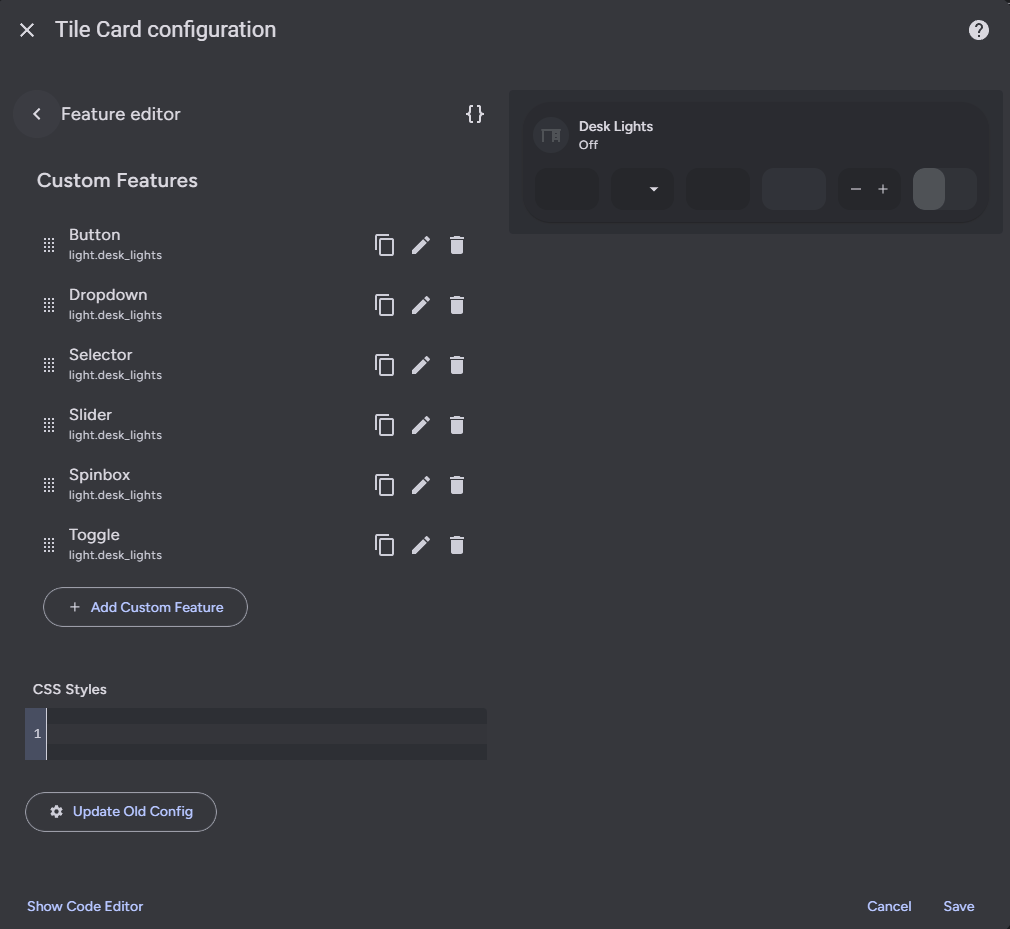 Tile Card configuration
Feature editor
{}
Custom Features
Button
light.desk_lights
Dropdown
light.desk_lights
Selector
light.desk_lights
Slider
light.desk_lights
Spinbox
light.desk_lights
Toggle
light.desk_lights
+ Add Custom Feature
CSS Styles
1
Update Old Config
Desk Lights
Off
Show Code Editor
Cancel
Save